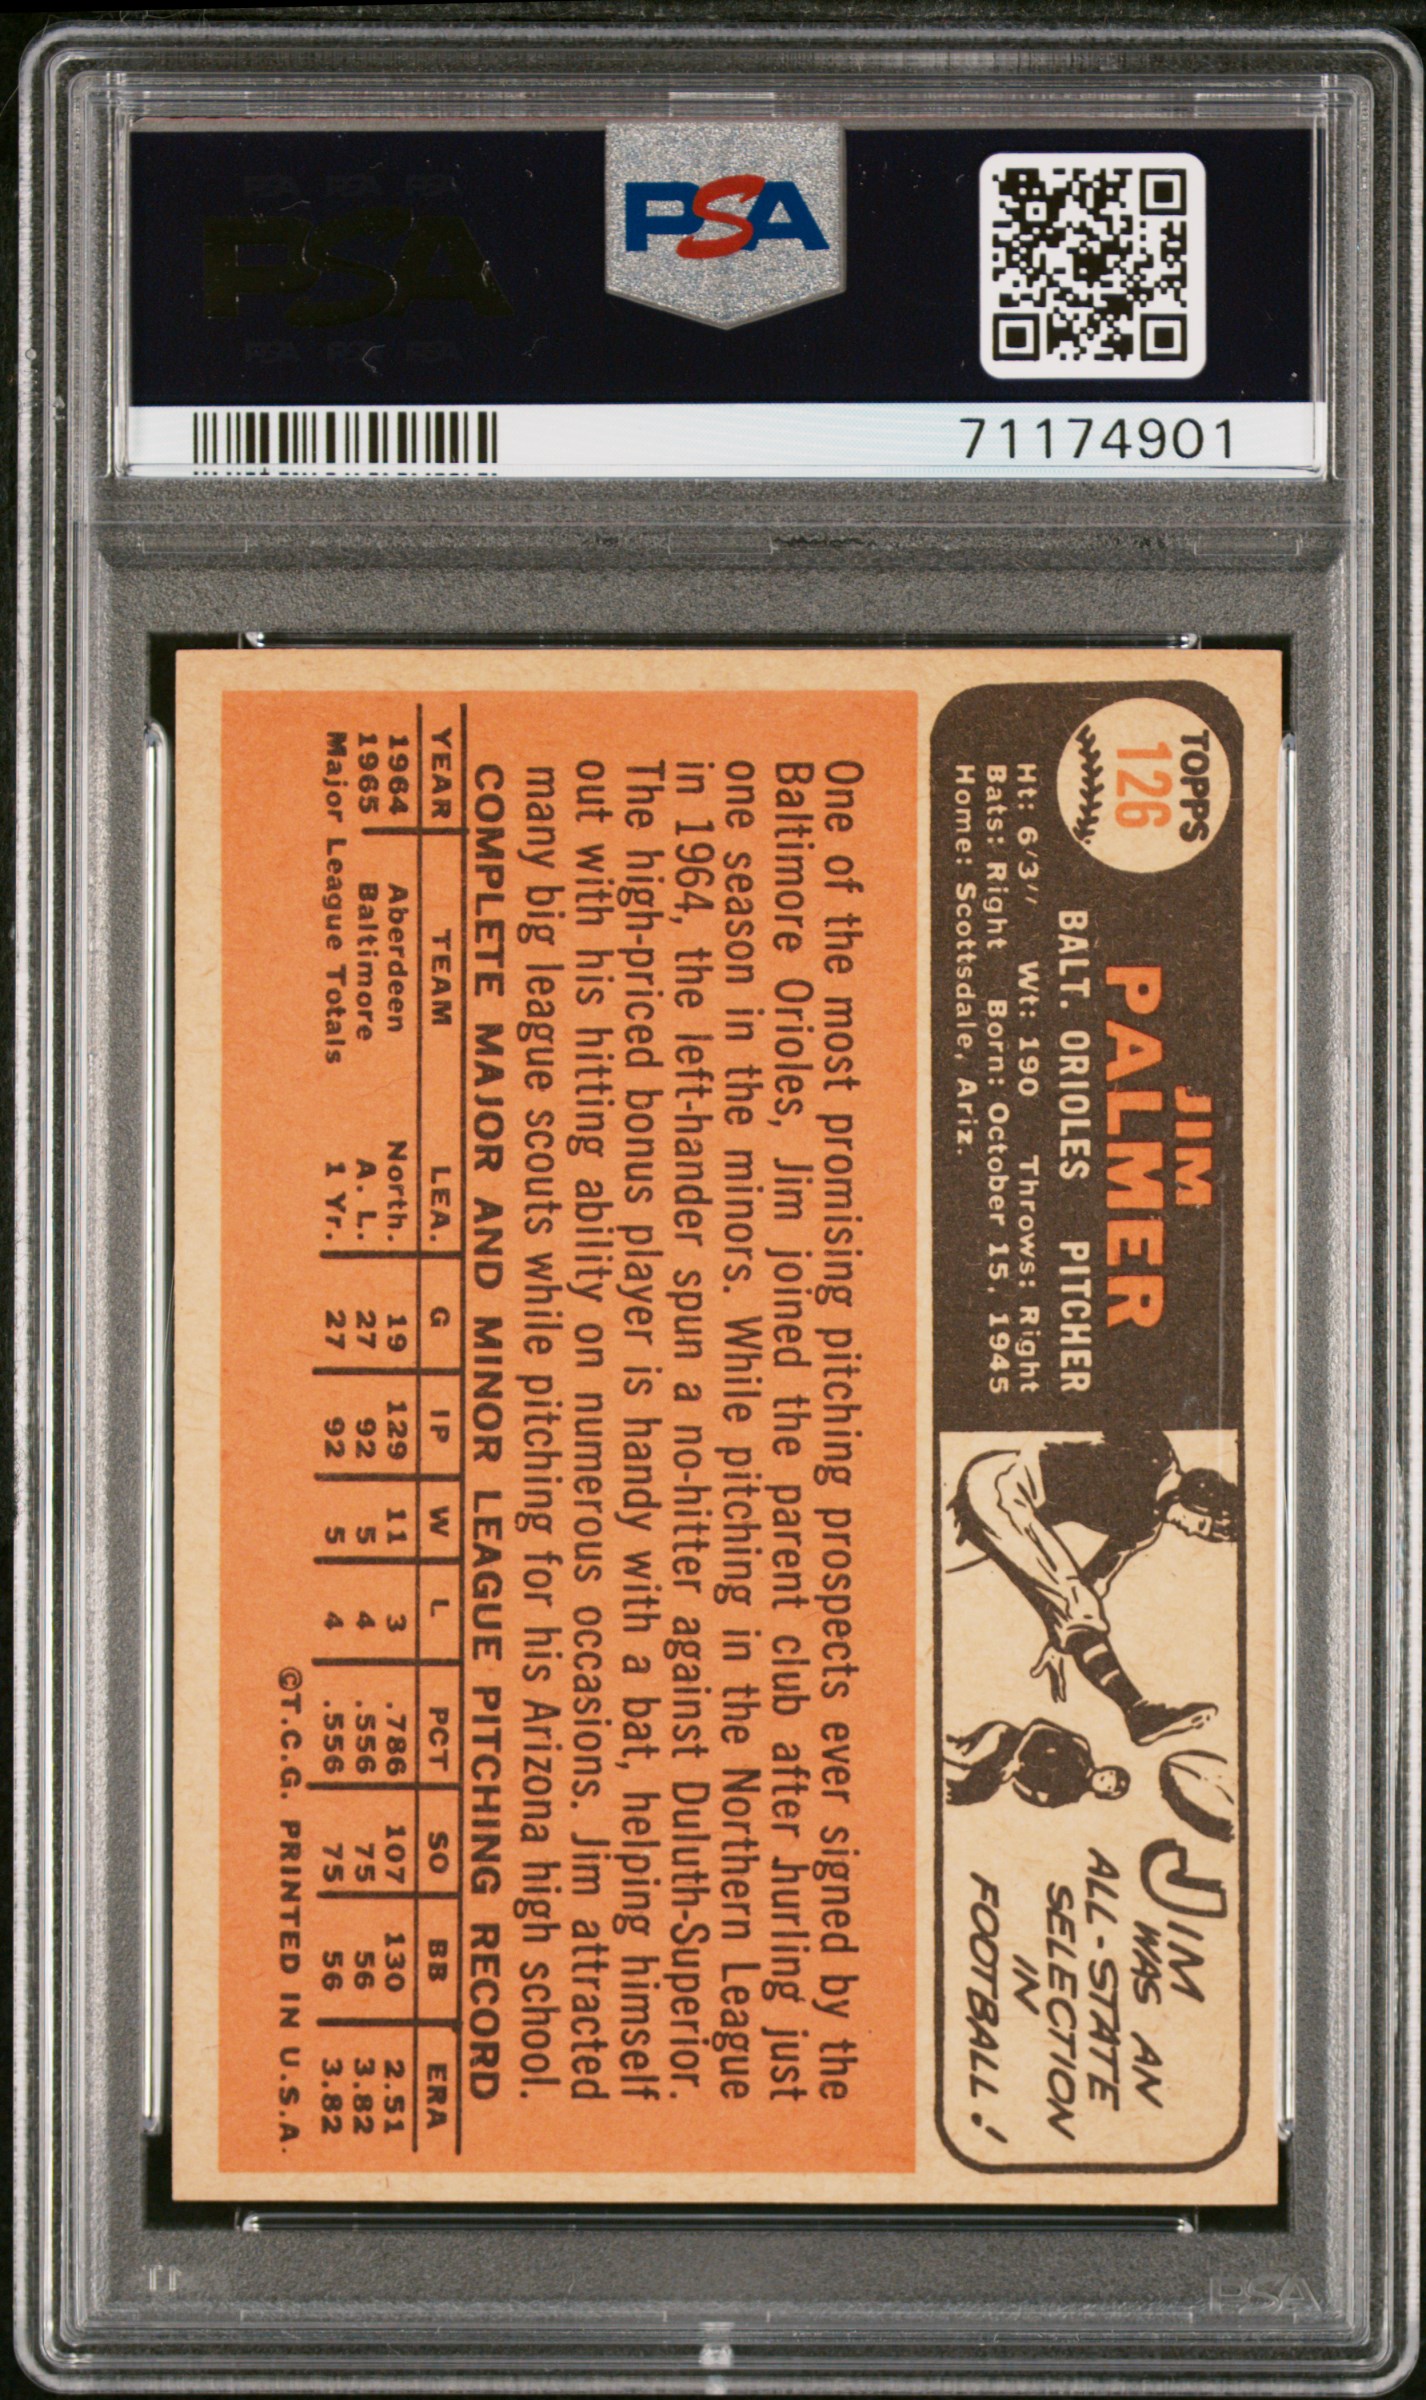 PSA
71174901
TOPPS
126
JIM
PALMER
BALT. ORIOLES PITCHER
Ht: 6'3'' Wt: 190 Throws: Right
Bats: Right Born: October 15, 1945
Home: Scottsdale, Ariz.
JIM
WAS AN
ALL-STATE
SELECTION
IN
FOOTBALL!
One of the most promising pitching prospects ever signed by the
Baltimore Orioles, Jim joined the parent club after hurling just
one season in the minors. While pitching in the Northern League
in 1964, the left-hander spun a no-hitter against Duluth-Superior.
The high-priced bonus player is handy with a bat, helping himself
out with his hitting ability on numerous occasions. Jim attracted
many big league scouts while pitching for his Arizona high school.
COMPLETE MAJOR AND MINOR LEAGUE PITCHING RECORD
YEAR TEAM LEA. G IP W L PCT SO BB ERA
1964 Aberdeen North. 19 129 11 3 .786 107 130 2.51
1965 Baltimore A. L. 27 92 5 4 .556 75 56 3.82
Major League Totals 1 Yr. 27 92 5 4 .556 75 56 3.82
©T.C.G. PRINTED IN U.S.A.
PSA